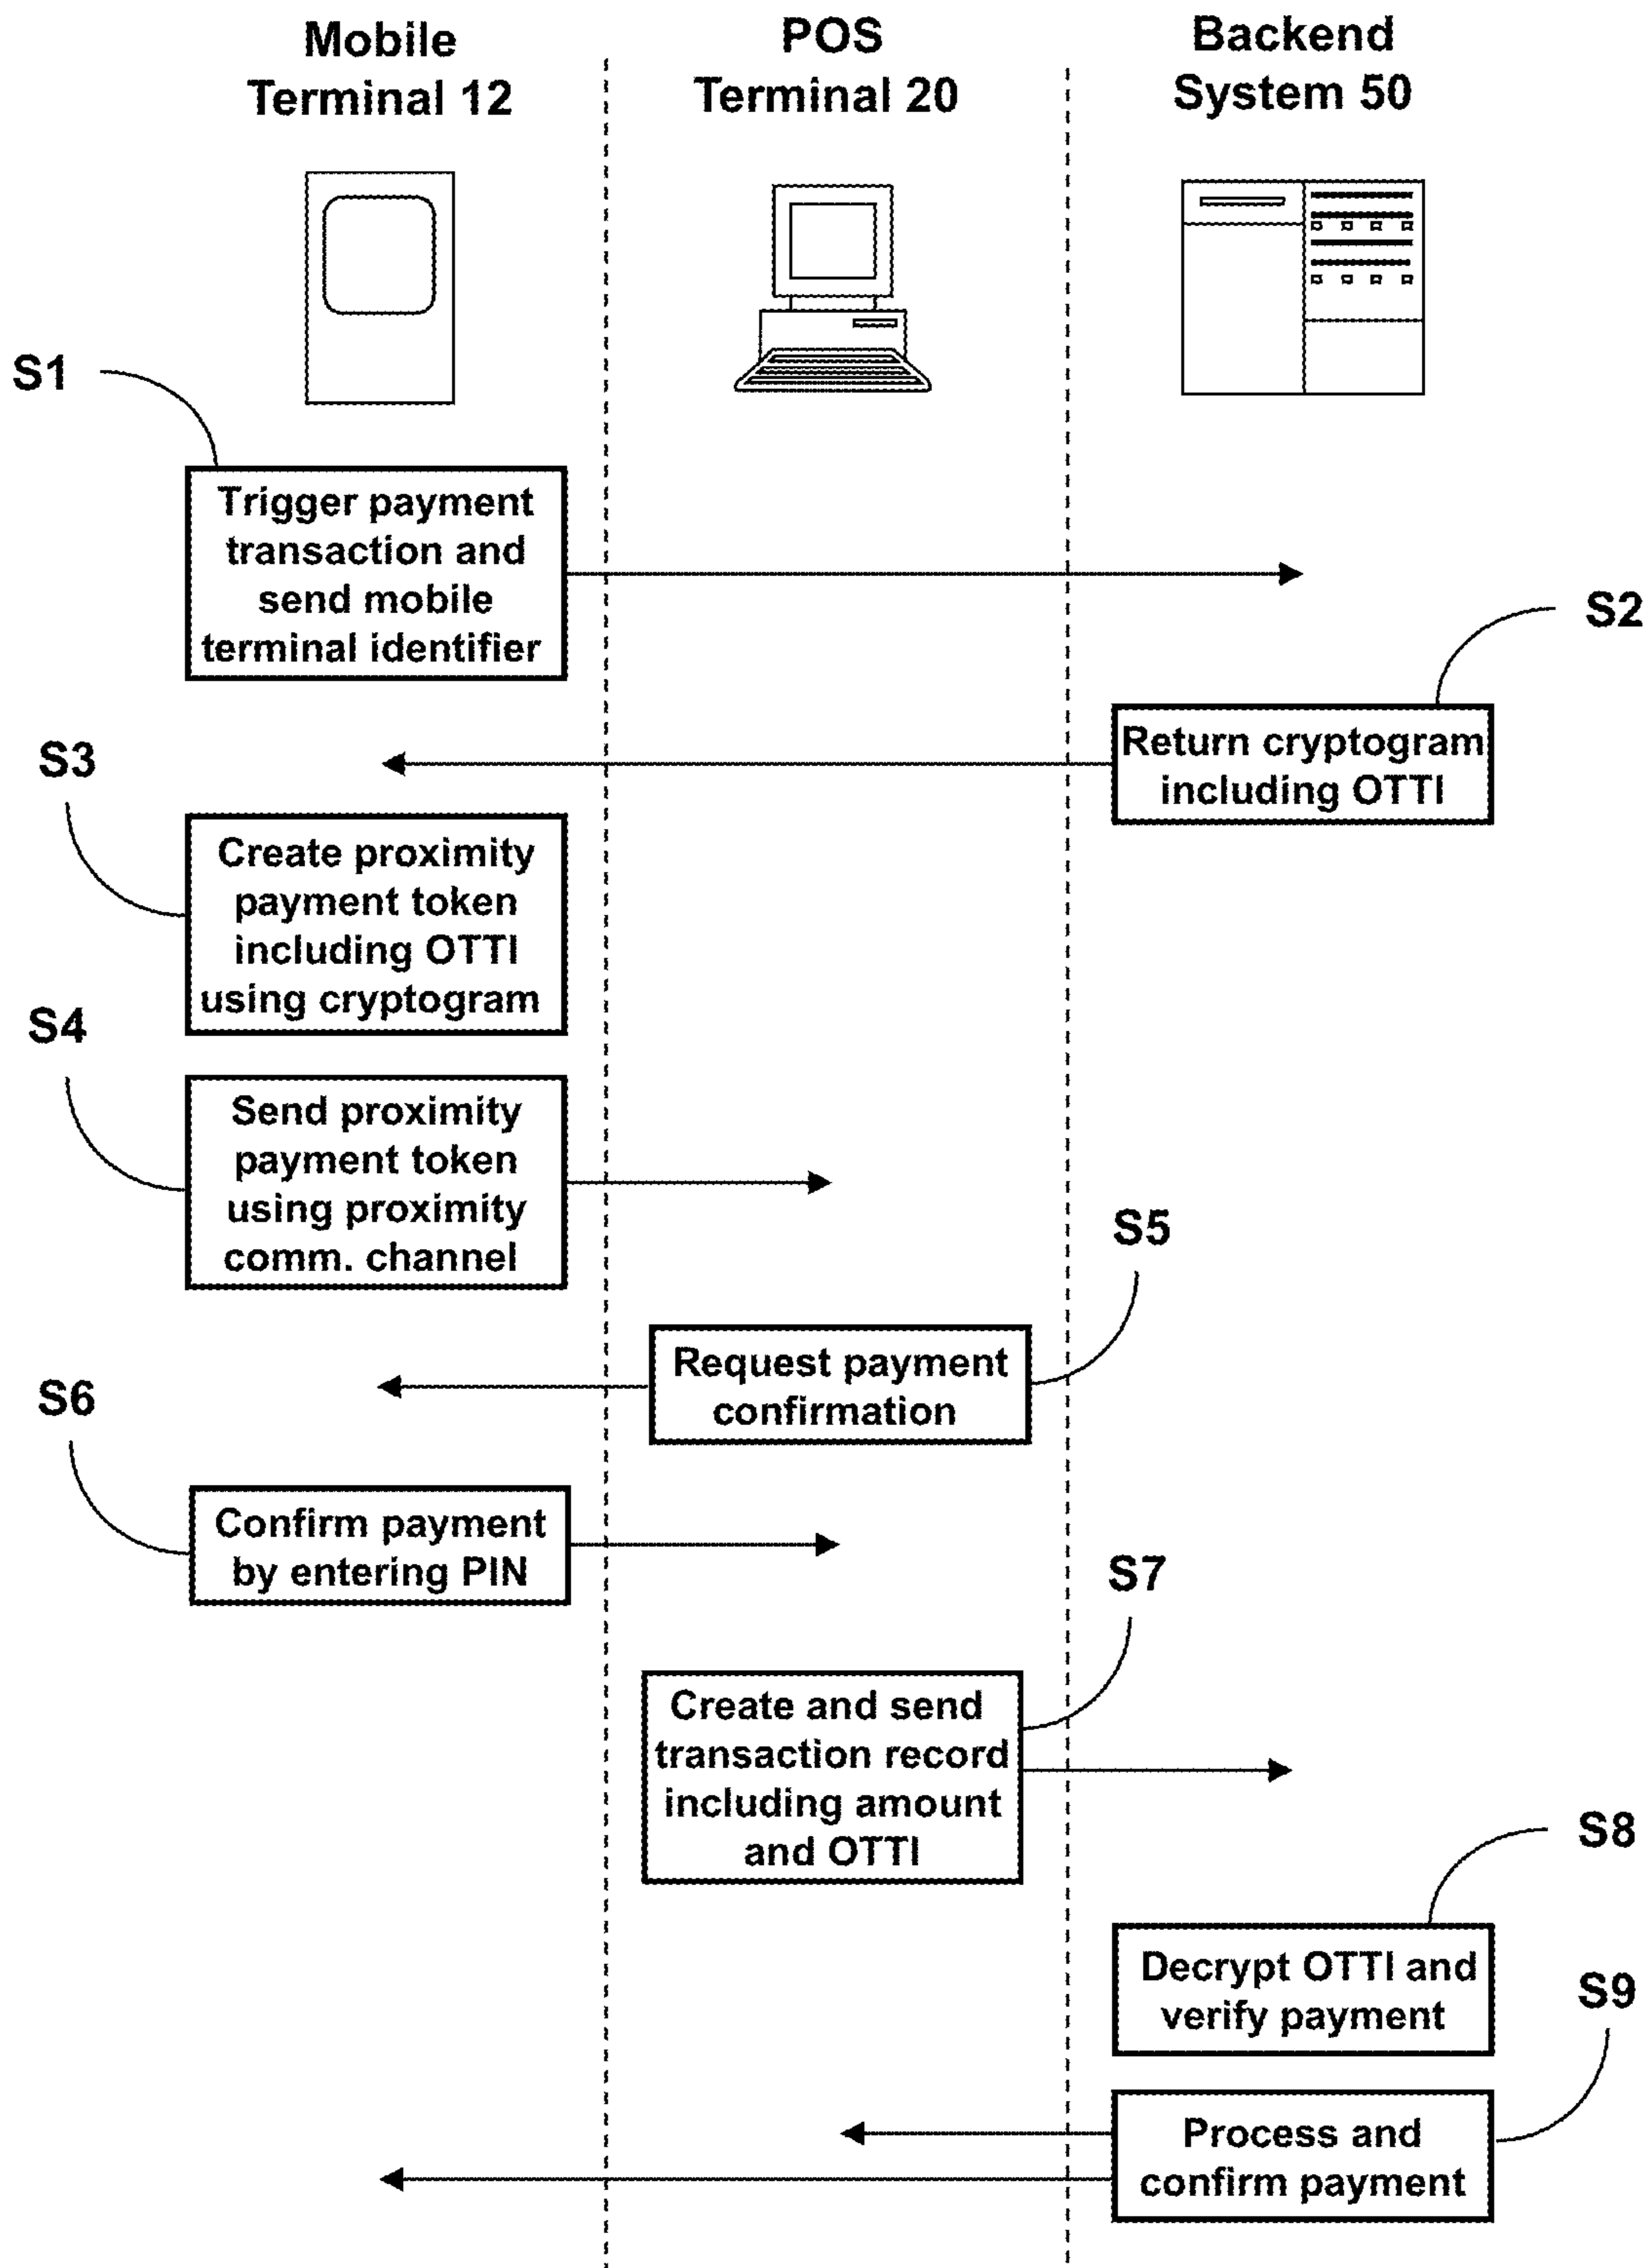 Mobile
Terminal 12
POS
Terminal 20
Backend
System 50
S1
Trigger payment
transaction and
send mobile
terminal identifier
S2
Return cryptogram
including OTTI
S3
Create proximity
payment token
including OTTI
using cryptogram
S4
Send proximity
payment token
using proximity
comm. channel
S5
Request payment
confirmation
S6
Confirm payment
by entering PIN
S7
Create and send
transaction record
including amount
and OTTI
S8
Decrypt OTTI and
verify payment
S9
Process and
confirm payment